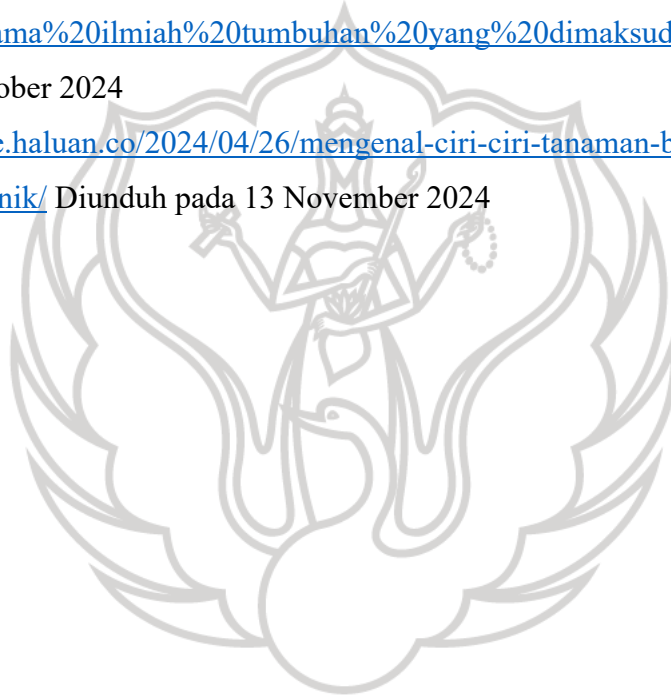 ama%20ilmiah%20tumbuhan%20yang%20dimaksud
ober 2024
e.haluan.co/2024/04/26/mengenal-ciri-ciri-tanaman-b
nik/ Diunduh pada 13 November 2024